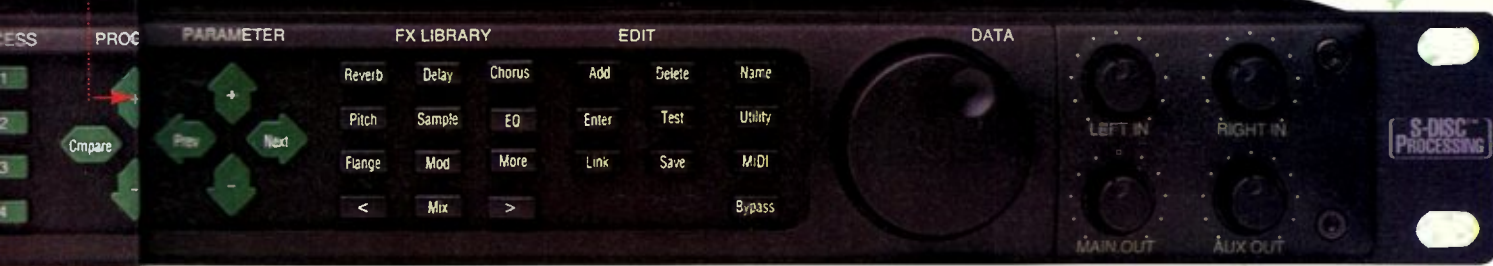 CESS PROG PARAMETER FX LIBRARY EDIT DATA
1 Reverb Delay Chorus Add Delete Name
+ +
2 Pitch Sample EQ Enter Test Utility
Cmpare Prev Next LEFT IN RIGHT IN S-DISC™ PROCESSING
3 Flange Mod More Link Save MIDI
- -
4 < Mix > Bypass
MAIN OUT AUX OUT